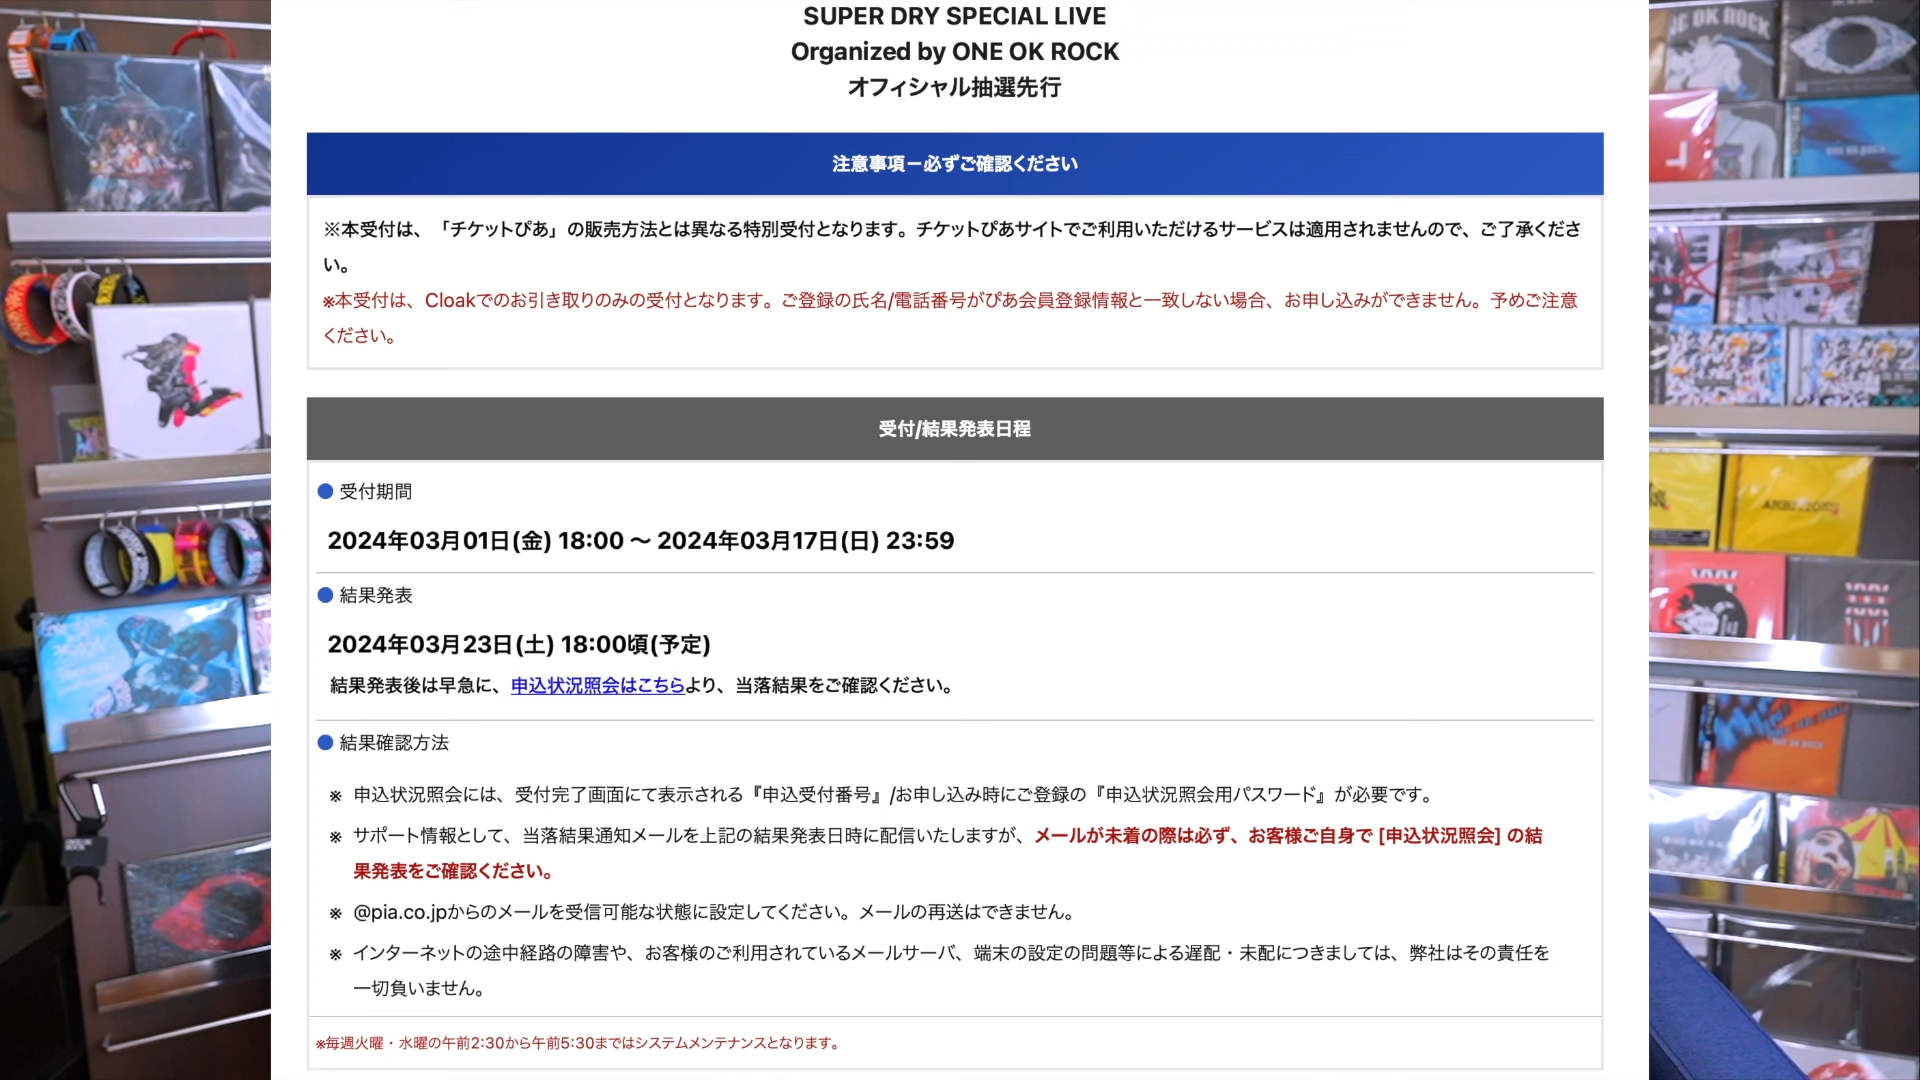 SUPER DRY SPECIAL LIVE
Organized by ONE OK ROCK
オフィシャル抽選先行
注意事項ー必ずご確認ください
※本受付は、「チケットぴあ」の販売方法とは異なる特別受付となります。チケットぴあサイトでご利用いただけるサービスは適用されませんので、ご了承くださ
い。
※本受付は、Cloakでのお引き取りのみの受付となります。ご登録の氏名/電話番号がぴあ会員登録情報と一致しない場合、お申し込みができません。予めご注意
ください。
受付/結果発表日程
受付期間
2024年03月01日(金) 18:00 〜 2024年03月17日(日) 23:59
結果発表
2024年03月23日(土) 18:00頃(予定)
結果発表後は早急に、申込状況照会はこちらより、当落結果をご確認ください。
結果確認方法
※ 申込状況照会には、受付完了画面にて表示される『申込受付番号』/お申し込み時にご登録の『申込状況照会用パスワード』が必要です。
※ サポート情報として、当落結果通知メールを上記の結果発表日時に配信いたしますが、メールが未着の際は必ず、お客様ご自身で [申込状況照会] の結
果発表をご確認ください。
※ @pia.co.jpからのメールを受信可能な状態に設定してください。メールの再送はできません。
※ インターネットの途中経路の障害や、お客様のご利用されているメールサーバ、端末の設定の問題等による遅配・未配につきましては、弊社はその責任を
一切負いません。
※毎週火曜・水曜の午前2:30から午前5:30まではシステムメンテナンスとなります。